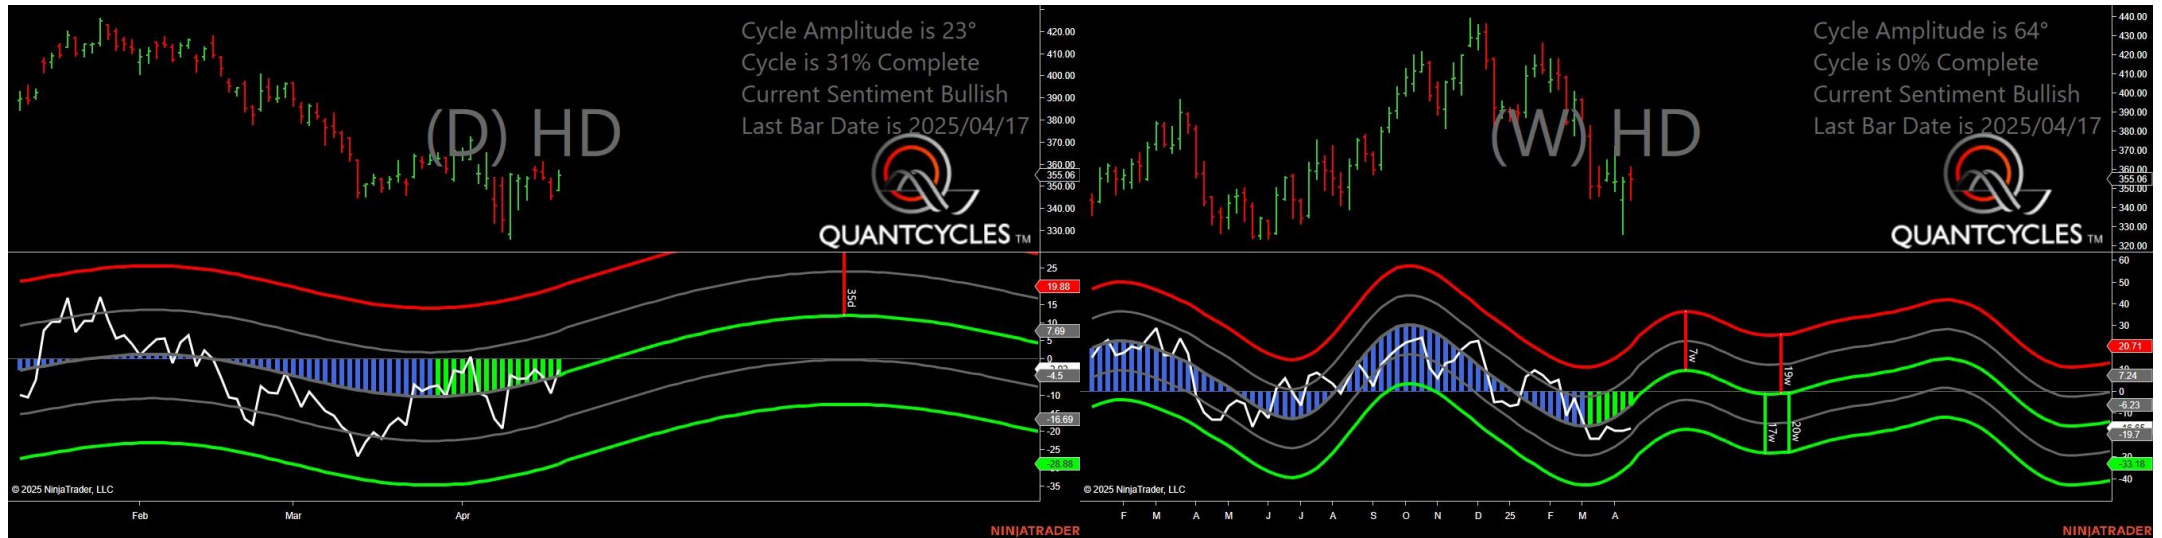 Cycle Amplitude is 23°
Cycle is 31% Complete
Current Sentiment Bullish
Last Bar Date is 2025/04/17
(D) HD
QUANTCYCLES TM
420.00
410.00
400.00
390.00
380.00
370.00
360.00
355.06
350.00
340.00
330.00
35d
25
19.88
15
10
7.69
5
0
-4.5
-10
-16.69
-20
-25
-28.88
-35
© 2025 NinjaTrader, LLC
Feb
Mar
Apr
NINJATRADER
Cycle Amplitude is 64°
Cycle is 0% Complete
Current Sentiment Bullish
Last Bar Date is 2025/04/17
(W) HD
QUANTCYCLES TM
440.00
430.00
420.00
410.00
400.00
390.00
380.00
370.00
360.00
355.06
350.00
340.00
330.00
320.00
7w
19w
17w
20w
60
50
40
30
20.71
7.24
0
-6.23
-19.7
-33.18
-40
© 2025 NinjaTrader, LLC
F
M
A
M
J
J
A
S
O
N
D
25
F
M
A
NINJATRADER